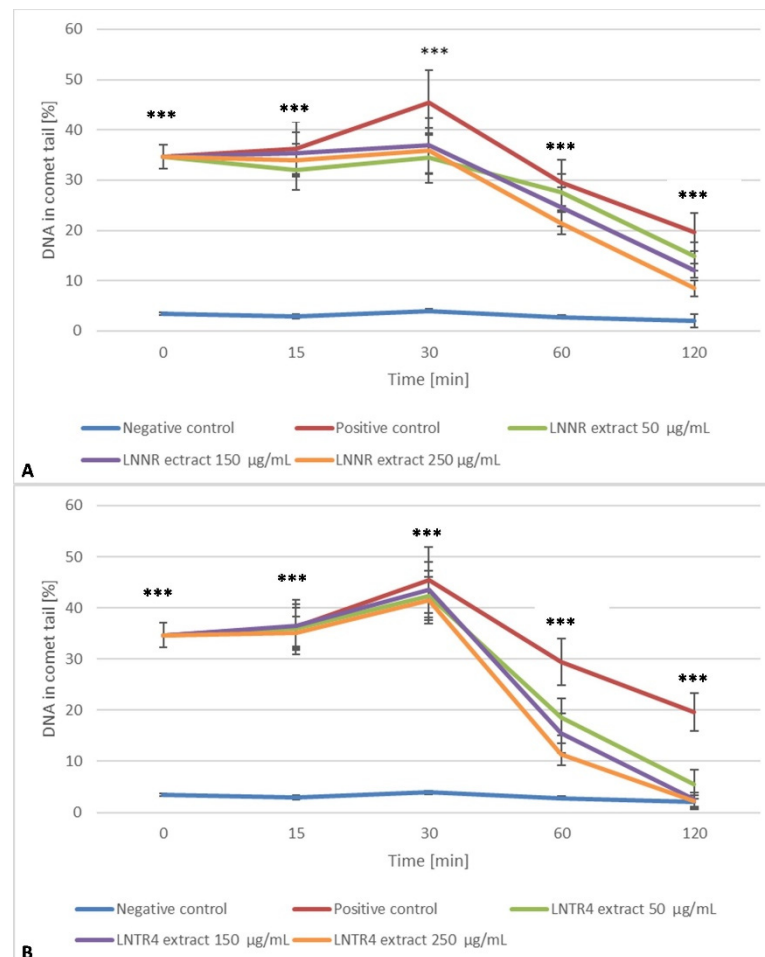 60
***
50
***
***
40
***
30
***
20
10
0
0 15 30 60 120
DNA in comet tail [%]
Time [min]
Negative control Positive control LNNR extract 50 µg/mL
LNNR ectract 150 µg/mL LNNR extract 250 µg/mL
A
60
***
50
***
***
40
***
30
***
20
10
0
0 15 30 60 120
DNA in comet tail [%]
Time [min]
Negative control Positive control LNTR4 extract 50 µg/mL
LNTR4 extract 150 µg/mL LNTR4 extract 250 µg/mL
B